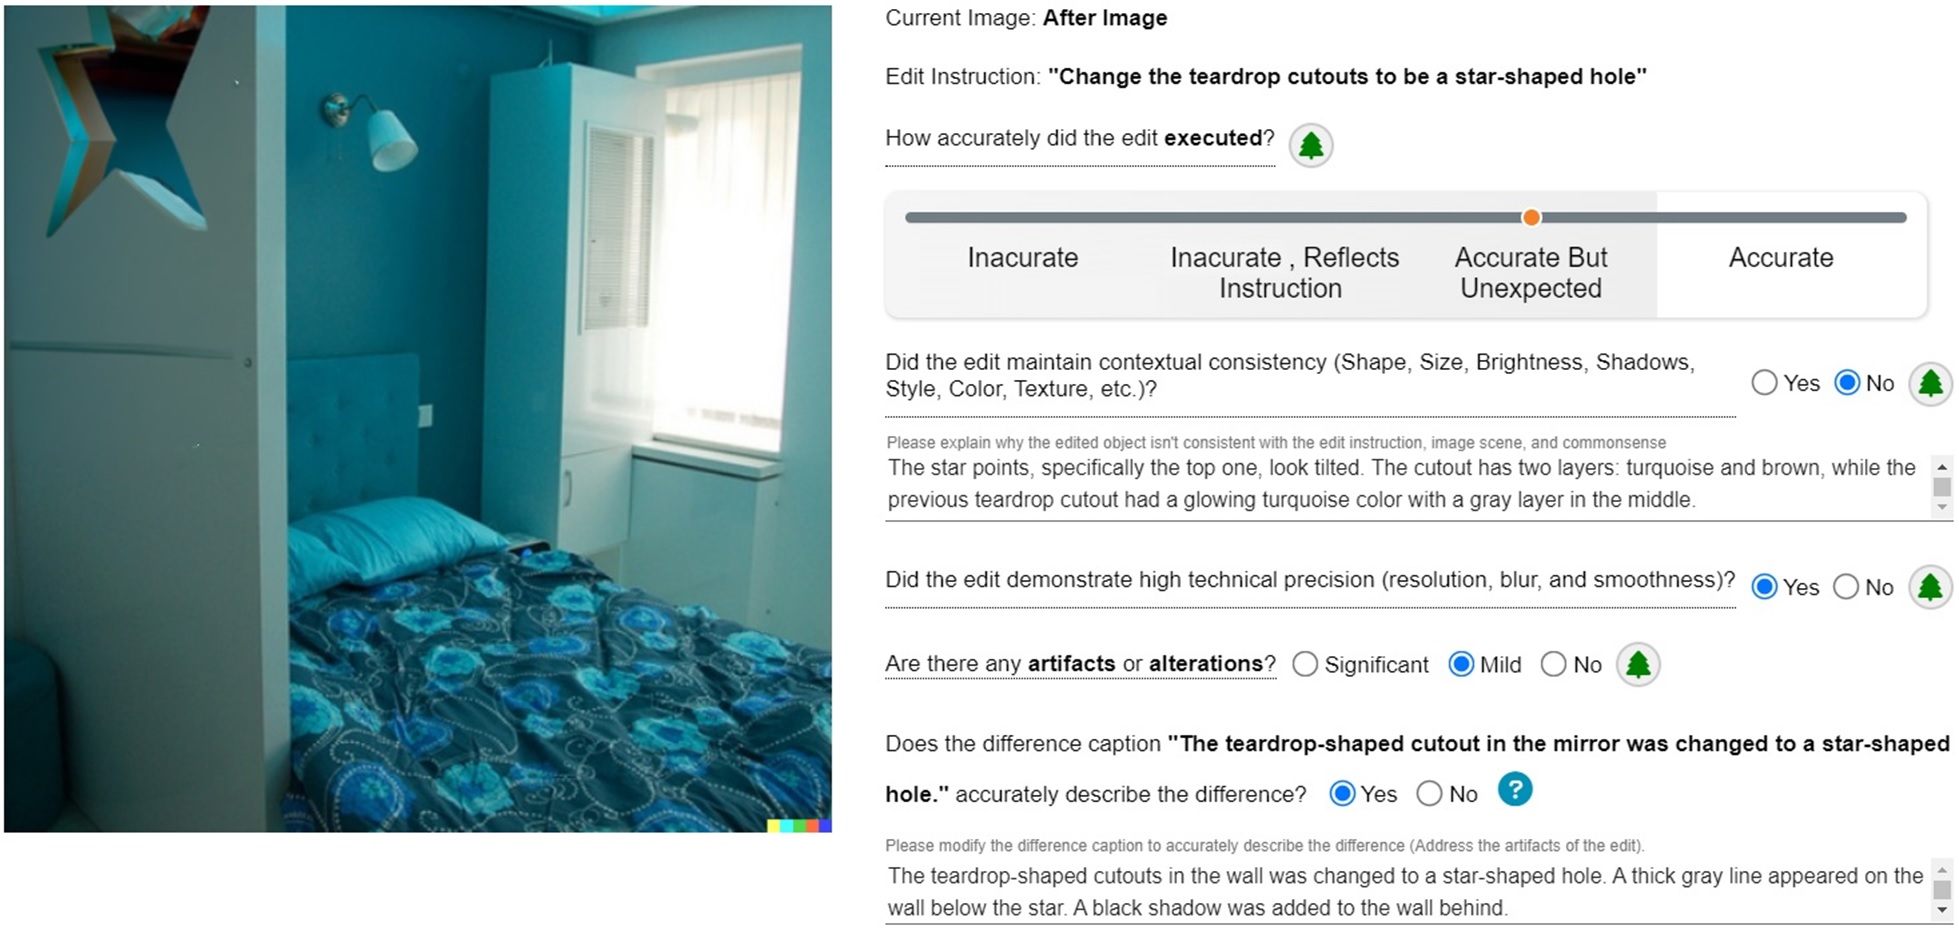 Current Image: After Image
Edit Instruction: "Change the teardrop cutouts to be a star-shaped hole"
How accurately did the edit executed?
Inacurate
Inacurate , Reflects
Instruction
Accurate But
Unexpected
Accurate
Did the edit maintain contextual consistency (Shape, Size, Brightness, Shadows,
Style, Color, Texture, etc.)?
Yes No
Please explain why the edited object isn't consistent with the edit instruction, image scene, and commonsense
The star points, specifically the top one, look tilted. The cutout has two layers: turquoise and brown, while the
previous teardrop cutout had a glowing turquoise color with a gray layer in the middle.
Did the edit demonstrate high technical precision (resolution, blur, and smoothness)? Yes No
Are there any artifacts or alterations? Significant Mild No
Does the difference caption "The teardrop-shaped cutout in the mirror was changed to a star-shaped
hole." accurately describe the difference? Yes No ?
Please modify the difference caption to accurately describe the difference (Address the artifacts of the edit).
The teardrop-shaped cutouts in the wall was changed to a star-shaped hole. A thick gray line appeared on the
wall below the star. A black shadow was added to the wall behind.